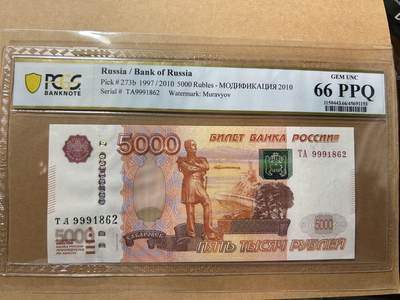 PCGS
BANKNOTE
Russia / Bank of Russia
Pick # 273b 1997 / 2010 5000 Rubles - МОДИФИКАЦИЯ 2010
Serial # TA9991862 Watermark: Muravyov
GEM UNC
66 PPQ
5000
БИЛЕТ БАНКА РОССИИ
ТА 9991862
ТА 9991862
ХАБАРОВСК
5000
5000
ПЯТЬ ТЫСЯЧ РУБЛЕЙ